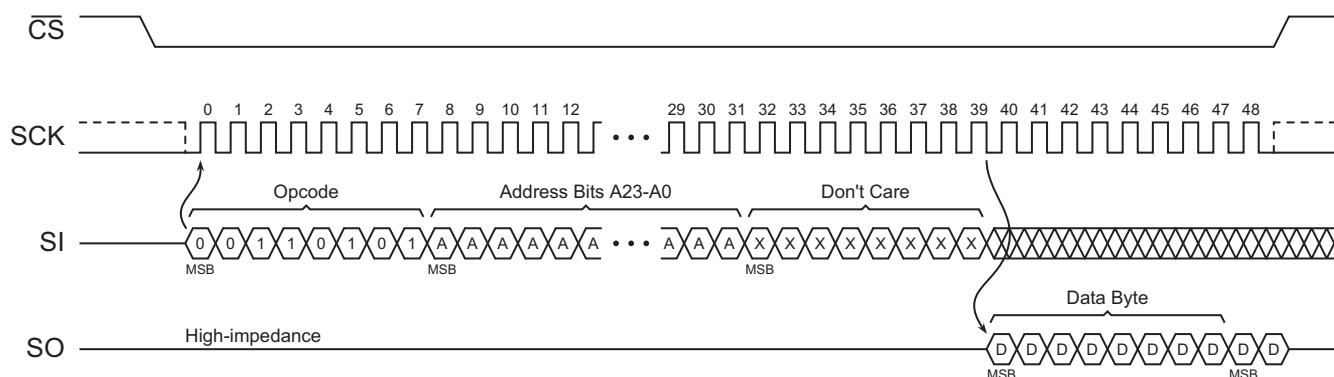 CS
0 1 2 3 4 5 6 7 8 9 10 11 12 29 30 31 32 33 34 35 36 37 38 39 40 41 42 43 44 45 46 47 48
SCK
Opcode Address Bits A23-A0 Don't Care
SI 0 0 1 1 0 1 0 1 A A A A A A A A A X X X X X X X X
MSB MSB MSB
Data Byte
High-impedance
SO D D D D D D D D D D
MSB MSB